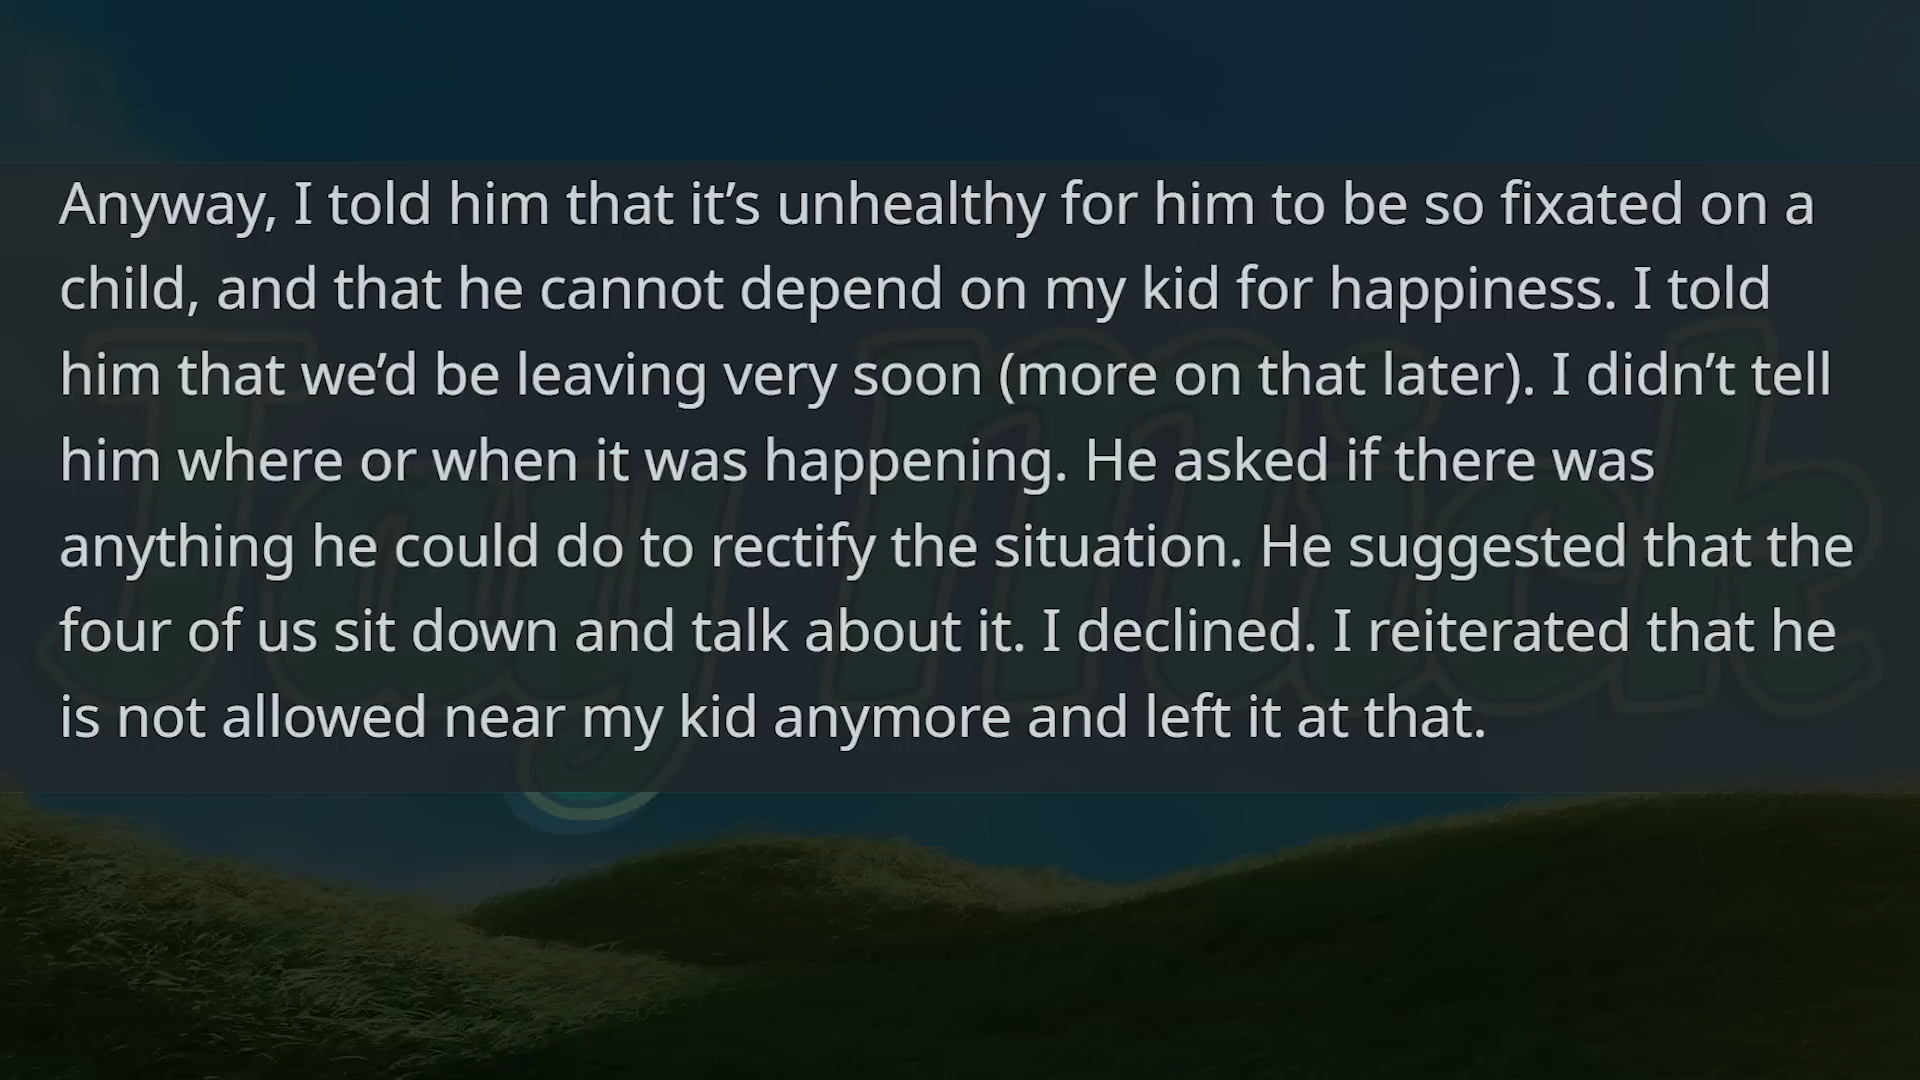 Anyway, I told him that it’s unhealthy for him to be so fixated on a
child, and that he cannot depend on my kid for happiness. I told
him that we’d be leaving very soon (more on that later). I didn’t tell
him where or when it was happening. He asked if there was
anything he could do to rectify the situation. He suggested that the
four of us sit down and talk about it. I declined. I reiterated that he
is not allowed near my kid anymore and left it at that.
Jay Mick